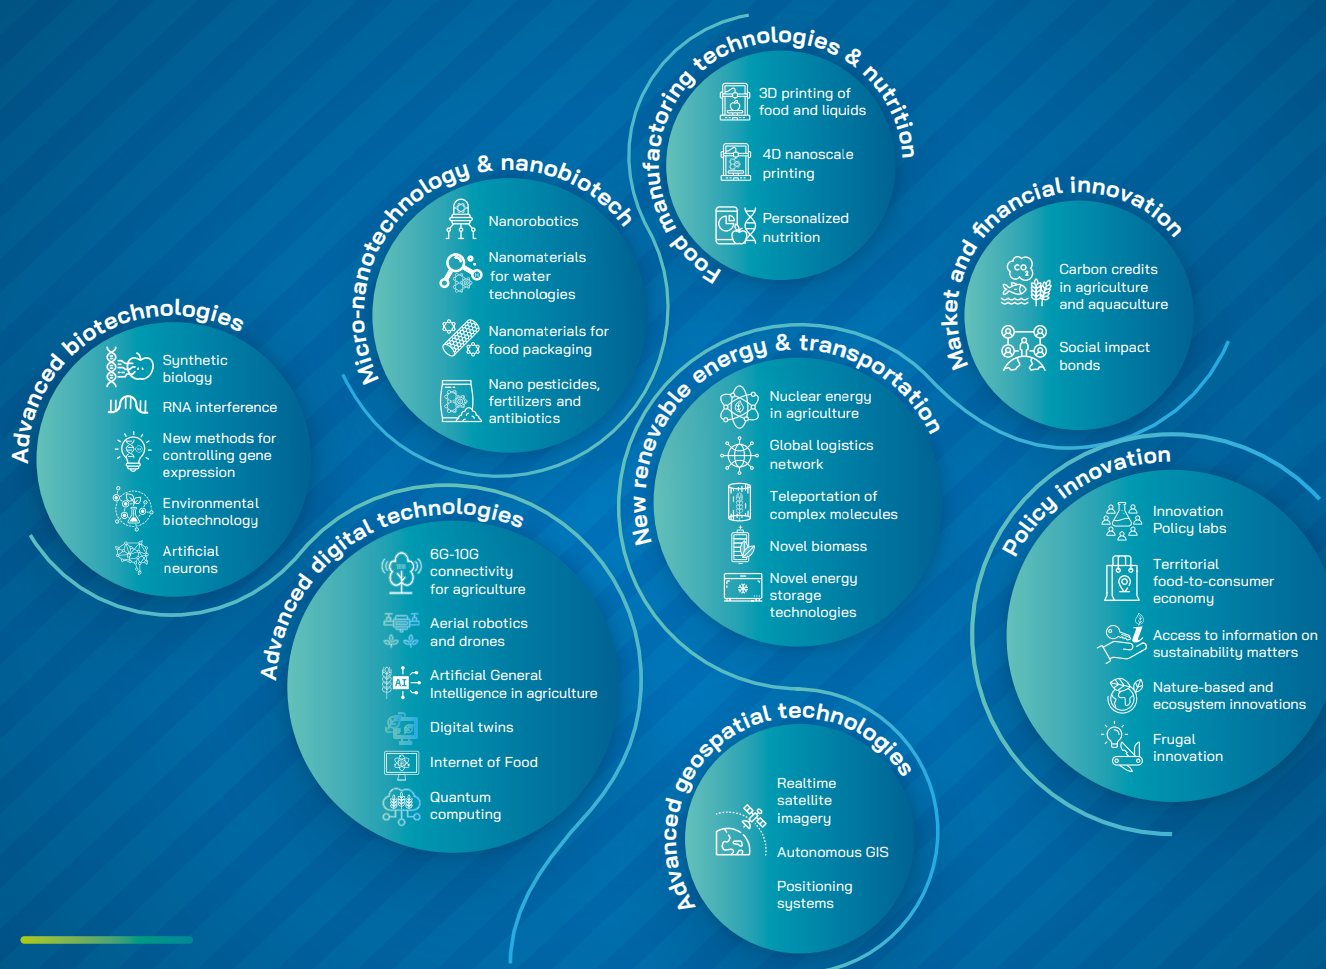 Advanced biotechnologies
Synthetic
biology
RNA interference
New methods for
controlling gene
expression
Environmental
biotechnology
Artificial
neurons
Micro-nanotechnology & nanobiotech
Nanorobotics
Nanomaterials
for water
technologies
Nanomaterials for
food packaging
Nano pesticides,
fertilizers and
antibiotics
Food manufactoring technologies & nutrition
3D printing of
food and liquids
4D nanoscale
printing
Personalized
nutrition
Market and financial innovation
CO2
Carbon credits
in agriculture
and aquaculture
Social impact
bonds
Advanced digital technologies
6G-10G
connectivity
for agriculture
Aerial robotics
and drones
AI
Artificial General
Intelligence in agriculture
Digital twins
Internet of Food
Quantum
computing
New renevable energy & transportation
Nuclear energy
in agriculture
Global logistics
network
Teleportation of
complex molecules
Novel biomass
Novel energy
storage
technologies
Policy innovation
Innovation
Policy labs
Territorial
food-to-consumer
economy
i
Access to information on
sustainability matters
Nature-based and
ecosystem innovations
Frugal
innovation
Advanced geospatial technologies
Realtime
satellite
imagery
Autonomous GIS
Positioning
systems